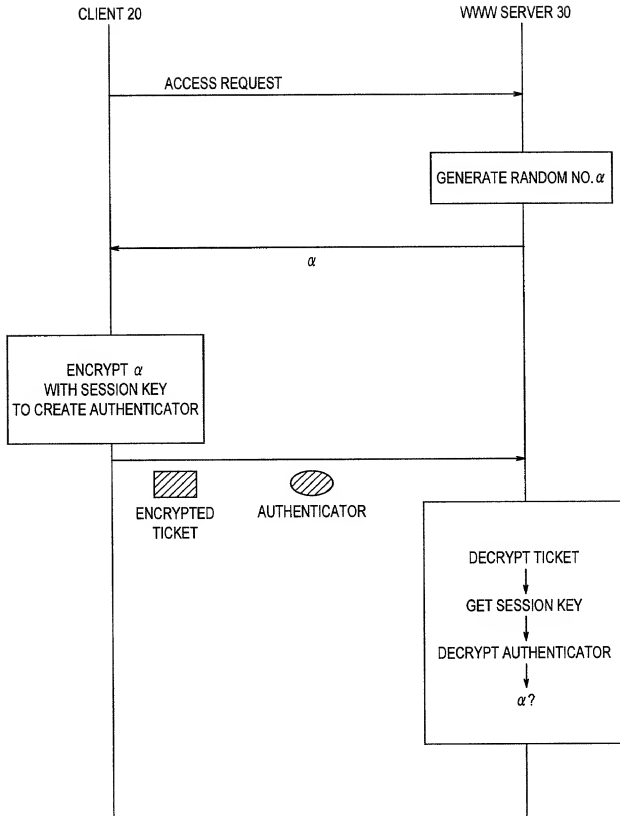 CLIENT 20
WWW SERVER 30
ACCESS REQUEST
GENERATE RANDOM NO. α
α
ENCRYPT α
WITH SESSION KEY
TO CREATE AUTHENTICATOR
ENCRYPTED
TICKET
AUTHENTICATOR
DECRYPT TICKET
GET SESSION KEY
DECRYPT AUTHENTICATOR
α?